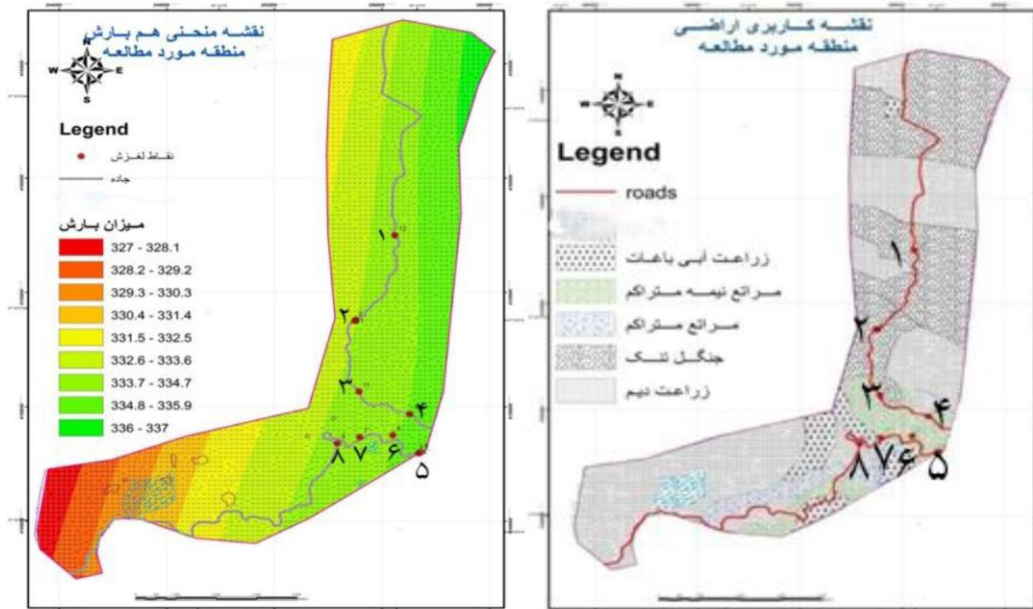 نقشه منحنی هم بارش
منطقه مورد مطالعه
N
W E
S
Legend
نقاط لغزش
جاده
میزان بارش
327 - 328.1
328.2 - 329.2
329.3 - 330.3
330.4 - 331.4
331.5 - 332.5
332.6 - 333.6
333.7 - 334.7
334.8 - 335.9
336 - 337
۱
۲
۳
۴
۵
۶
۷
۸
نقشه کاربری اراضی
منطقه مورد مطالعه
N
W E
S
Legend
roads
زراعت آبی باغات
مراتع نیمه متراکم
مراتع متراکم
جنگل تنک
زراعت دیم
۱
۲
۳
۴
۵
۶
۷
۸